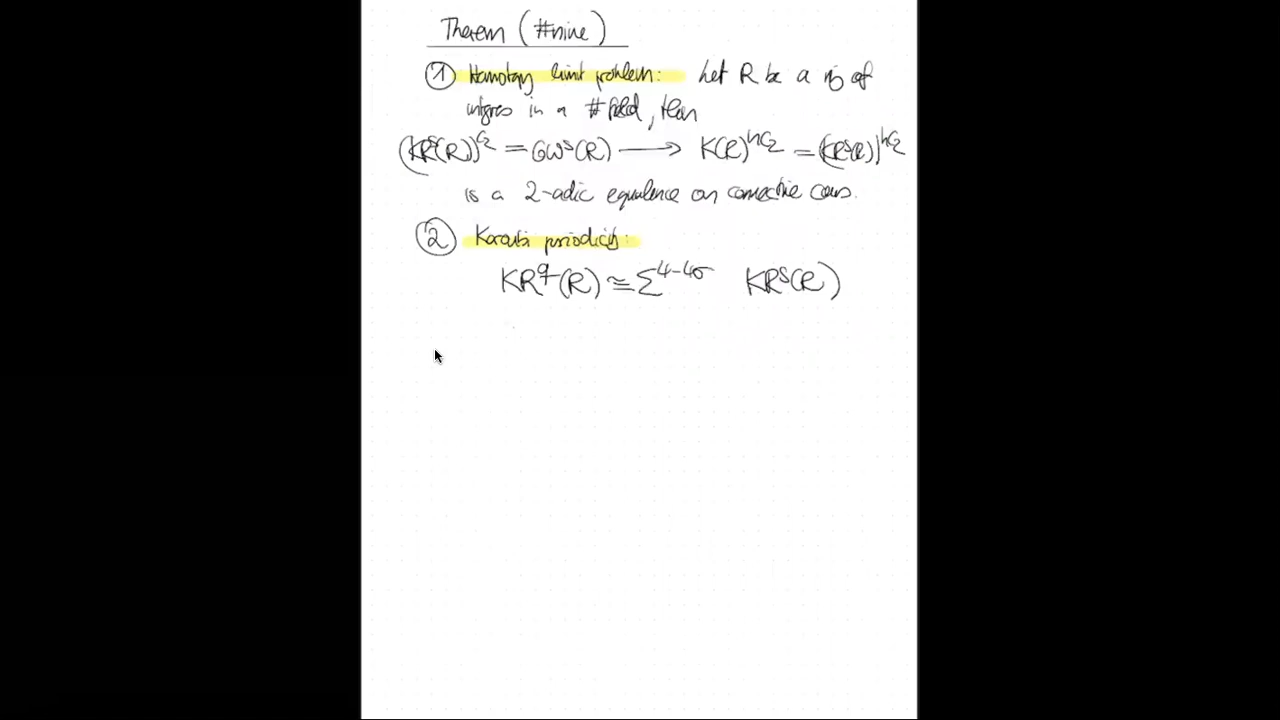 Theorem (#nine)
① Homotopy limit problem: Let R be a ring of
integers in a #field, then
(KR^s(R))^{C_2} = GW^s(R) ⟶ K(R)^{hC_2} = (KR^s(R))^{hC_2}
is a 2-adic equivalence on connective covers.
② Karoubi periodicity:
KR^q(R) ≃ Σ^{4-4σ} KR^s(R)